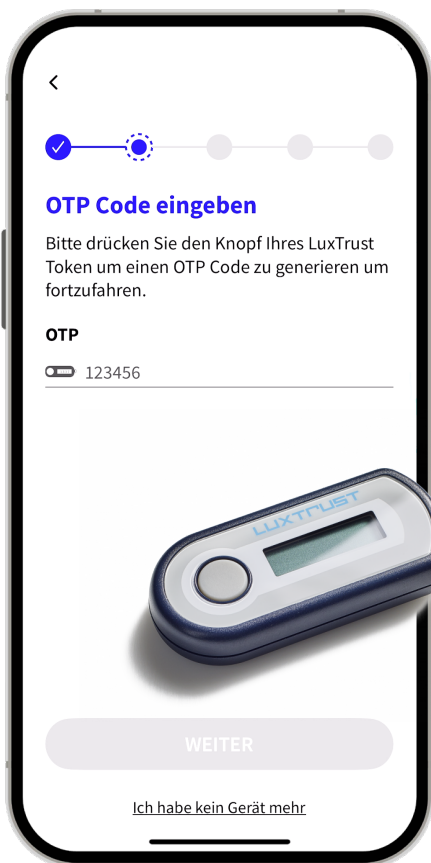 OTP Code eingeben
Bitte drücken Sie den Knopf Ihres LuxTrust
Token um einen OTP Code zu generieren um
fortzufahren.
OTP
123456
LUXTRUST
WEITER
Ich habe kein Gerät mehr